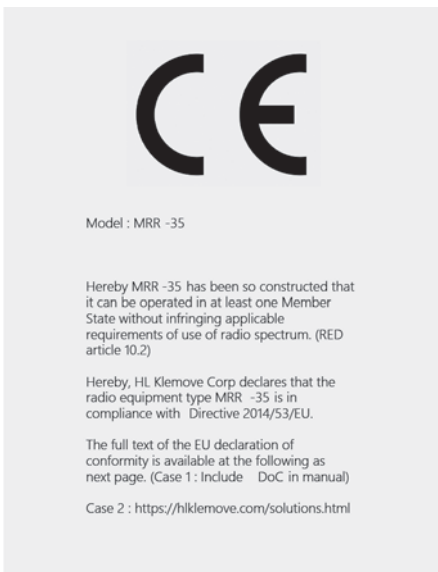 CE
Model : MRR -35
Hereby MRR -35 has been so constructed that
it can be operated in at least one Member
State without infringing applicable
requirements of use of radio spectrum. (RED
article 10.2)
Hereby, HL Klemove Corp declares that the
radio equipment type MRR -35 is in
compliance with Directive 2014/53/EU.
The full text of the EU declaration of
conformity is available at the following as
next page. (Case 1 : Include DoC in manual)
Case 2 : https://hlklemove.com/solutions.html